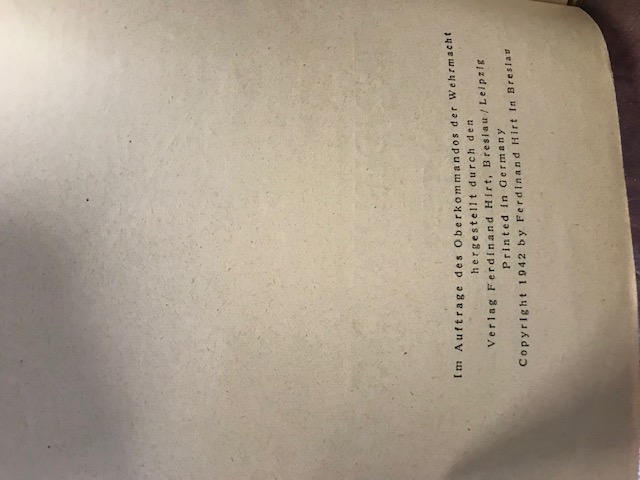 Im Auftrage des Oberkommandos der Wehrmacht
hergestellt durch den
Verlag Ferdinand Hirt, Breslau/Leipzig
Printed in Germany
Copyright 1942 by Ferdinand Hirt in Breslau